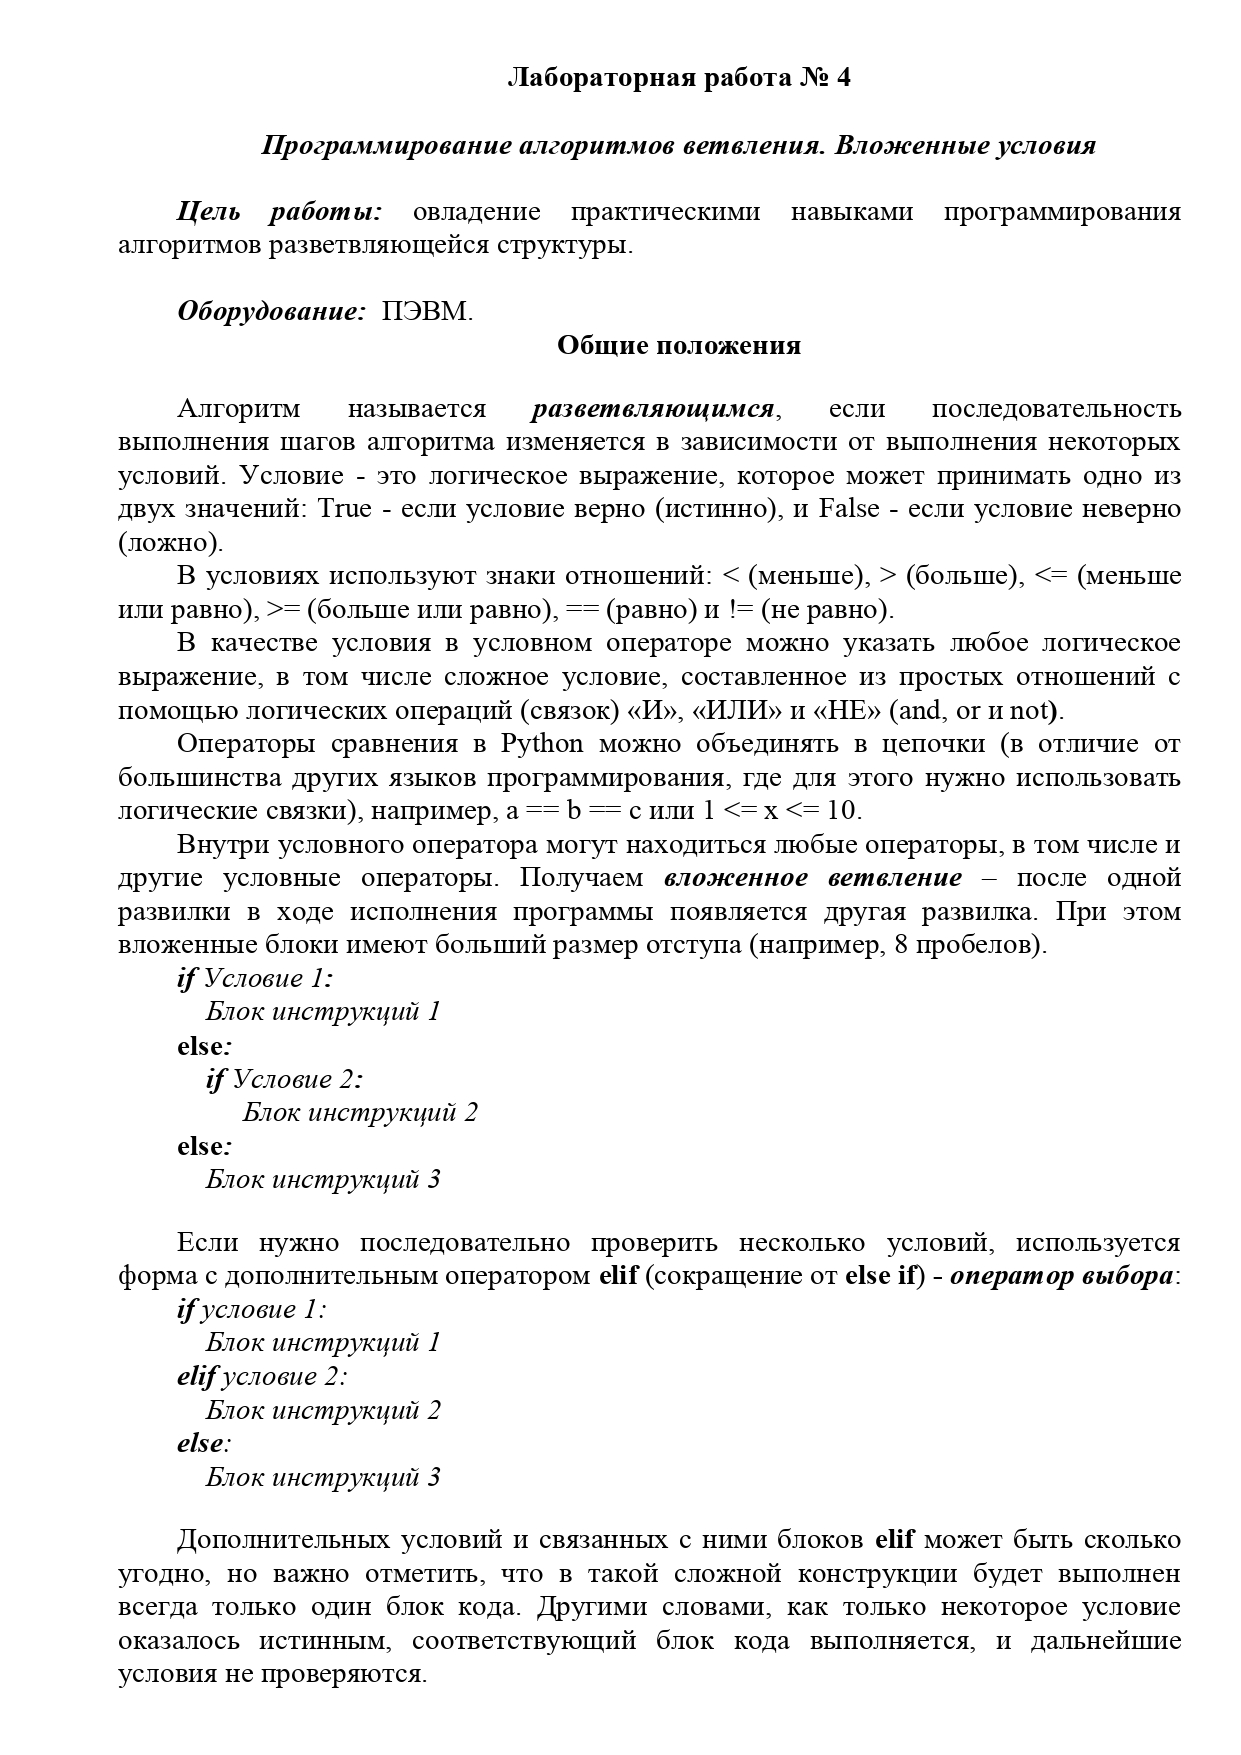 Лабораторная работа № 4
Программирование алгоритмов ветвления. Вложенные условия
Цель работы: овладение практическими навыками программирования
алгоритмов разветвляющейся структуры.
Оборудование: ПЭВМ.
Общие положения
Алгоритм называется разветвляющимся, если последовательность
выполнения шагов алгоритма изменяется в зависимости от выполнения некоторых
условий. Условие - это логическое выражение, которое может принимать одно из
двух значений: True - если условие верно (истинно), и False - если условие неверно
(ложно).
В условиях используют знаки отношений: < (меньше), > (больше), <= (меньше
или равно), >= (больше или равно), == (равно) и != (не равно).
В качестве условия в условном операторе можно указать любое логическое
выражение, в том числе сложное условие, составленное из простых отношений с
помощью логических операций (связок) «И», «ИЛИ» и «НЕ» (and, or и not).
Операторы сравнения в Python можно объединять в цепочки (в отличие от
большинства других языков программирования, где для этого нужно использовать
логические связки), например, a == b == c или 1 <= x <= 10.
Внутри условного оператора могут находиться любые операторы, в том числе и
другие условные операторы. Получаем вложенное ветвление – после одной
развилки в ходе исполнения программы появляется другая развилка. При этом
вложенные блоки имеют больший размер отступа (например, 8 пробелов).
if Условие 1:
Блок инструкций 1
else:
if Условие 2:
Блок инструкций 2
else:
Блок инструкций 3
Если нужно последовательно проверить несколько условий, используется
форма с дополнительным оператором elif (сокращение от else if) - оператор выбора:
if условие 1:
Блок инструкций 1
elif условие 2:
Блок инструкций 2
else:
Блок инструкций 3
Дополнительных условий и связанных с ними блоков elif может быть сколько
угодно, но важно отметить, что в такой сложной конструкции будет выполнен
всегда только один блок кода. Другими словами, как только некоторое условие
оказалось истинным, соответствующий блок кода выполняется, и дальнейшие
условия не проверяются.